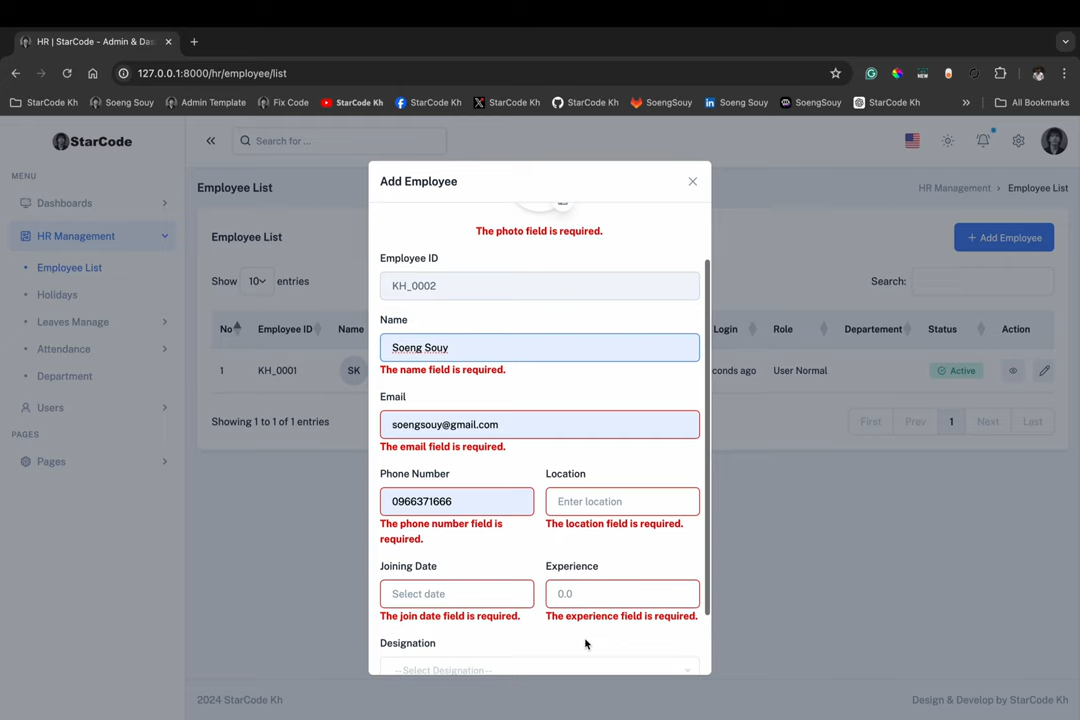 HR | StarCode - Admin & Das
127.0.0.1:8000/hr/employee/list
StarCode Kh
Soeng Souy
Admin Template
Fix Code
StarCode Kh
StarCode Kh
StarCode Kh
StarCode Kh
SoengSouy
Soeng Souy
SoengSouy
StarCode Kh
All Bookmarks
StarCode
Search for ...
MENU
Dashboards
HR Management
Employee List
Holidays
Leaves Manage
Attendance
Department
Users
PAGES
Pages
Employee List
HR Management
Employee List
Employee List
+ Add Employee
Show 10 entries
Search:
No
Employee ID
Name
Login
Role
Departement
Status
Action
1
KH_0001
SK
conds ago
User Normal
Active
Showing 1 to 1 of 1 entries
First
Prev
1
Next
Last
Add Employee
The photo field is required.
Employee ID
KH_0002
Name
Soeng Souy
The name field is required.
Email
soengsouy@gmail.com
The email field is required.
Phone Number
Location
0966371666
Enter location
The phone number field is
required.
The location field is required.
Joining Date
Experience
Select date
0.0
The join date field is required.
The experience field is required.
Designation
--Select Designation--
2024 StarCode Kh
Design & Develop by StarCode Kh